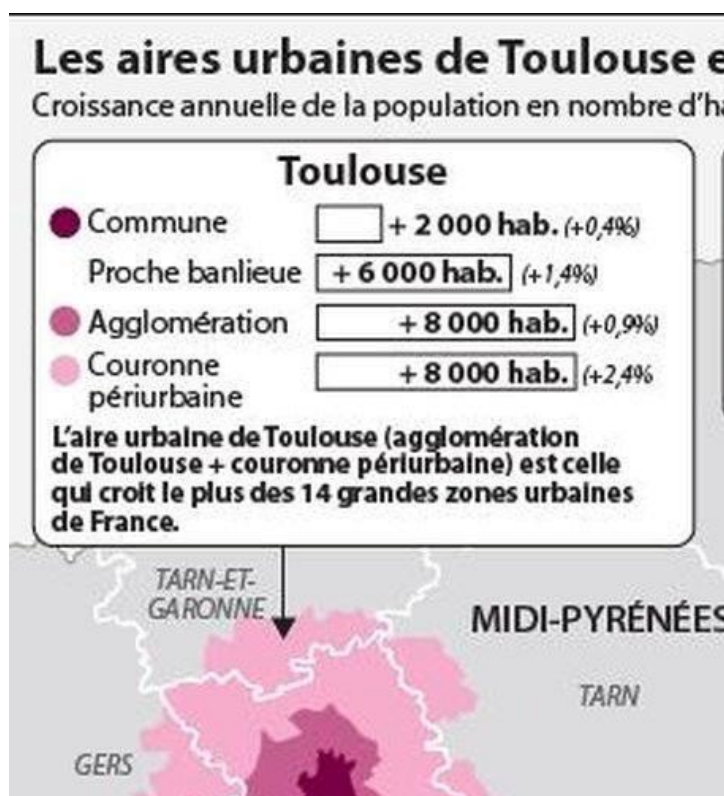 Les aires urbaines de Toulouse e
Croissance annuelle de la population en nombre d'ha
Toulouse
Commune + 2 000 hab. (+0,4%)
Proche banlieue + 6 000 hab. (+1,4%)
Agglomération + 8 000 hab. (+0,9%)
Couronne
périurbaine + 8 000 hab. (+2,4%
L'aire urbaine de Toulouse (agglomération
de Toulouse + couronne périurbaine) est celle
qui croit le plus des 14 grandes zones urbaines
de France.
TARN-ET-
GARONNE
MIDI-PYRÉNÉES
TARN
GERS